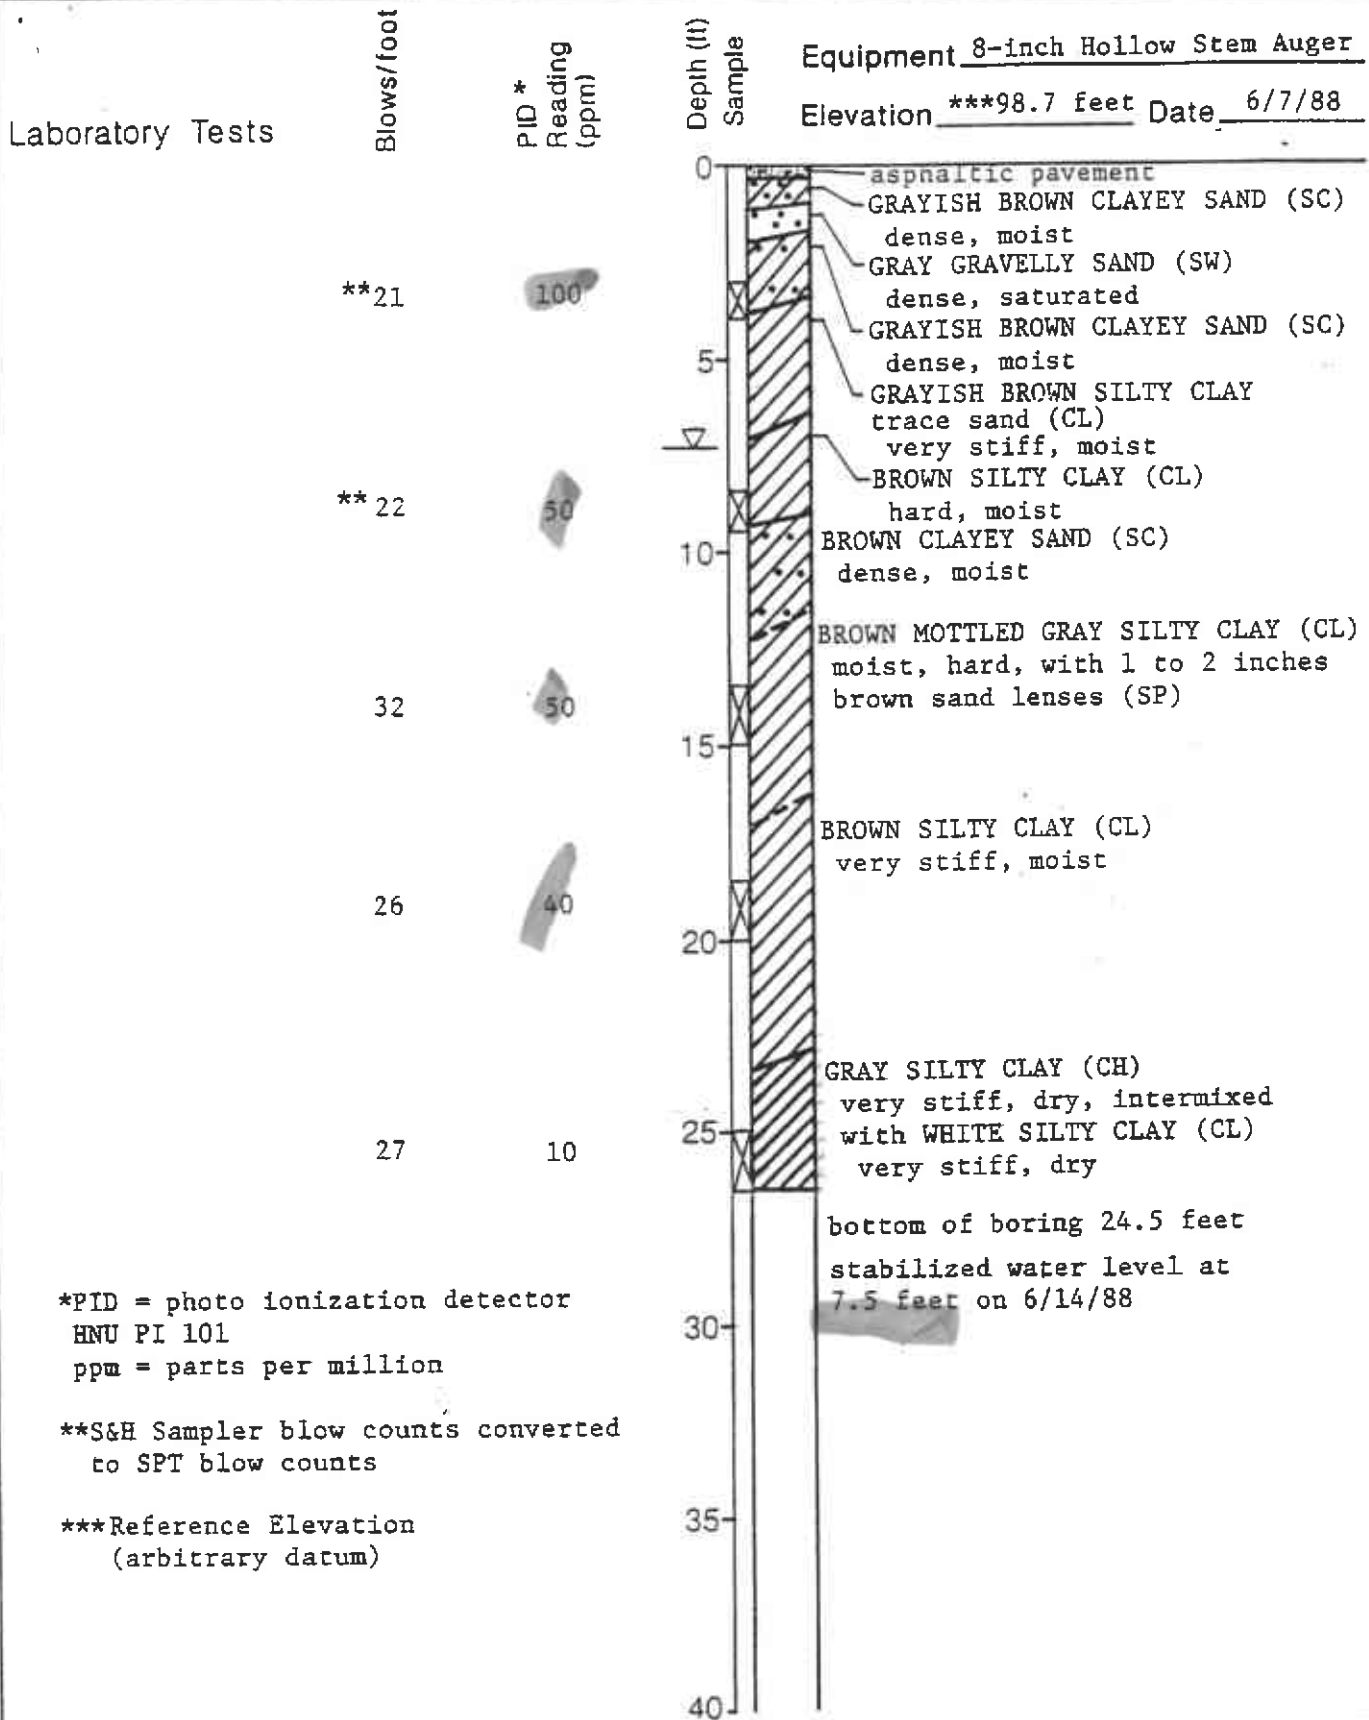 Laboratory Tests
Blows/foot
PID *
Reading
(ppm)
Depth (ft)
Sample
Equipment 8-inch Hollow Stem Auger
Elevation ***98.7 feet Date 6/7/88
0
asphaltic pavement
GRAYISH BROWN CLAYEY SAND (SC)
dense, moist
GRAY GRAVELLY SAND (SW)
dense, saturated
**21 100
GRAYISH BROWN CLAYEY SAND (SC)
dense, moist
5
GRAYISH BROWN SILTY CLAY
trace sand (CL)
very stiff, moist
BROWN SILTY CLAY (CL)
hard, moist
** 22 50
BROWN CLAYEY SAND (SC)
dense, moist
10
BROWN MOTTLED GRAY SILTY CLAY (CL)
moist, hard, with 1 to 2 inches
brown sand lenses (SP)
32 50
15
BROWN SILTY CLAY (CL)
very stiff, moist
26 40
20
GRAY SILTY CLAY (CH)
very stiff, dry, intermixed
with WHITE SILTY CLAY (CL)
very stiff, dry
25
27 10
bottom of boring 24.5 feet
stabilized water level at
7.5 feet on 6/14/88
30
*PID = photo ionization detector
HNU PI 101
ppm = parts per million
**S&H Sampler blow counts converted
to SPT blow counts
***Reference Elevation
(arbitrary datum)
35
40